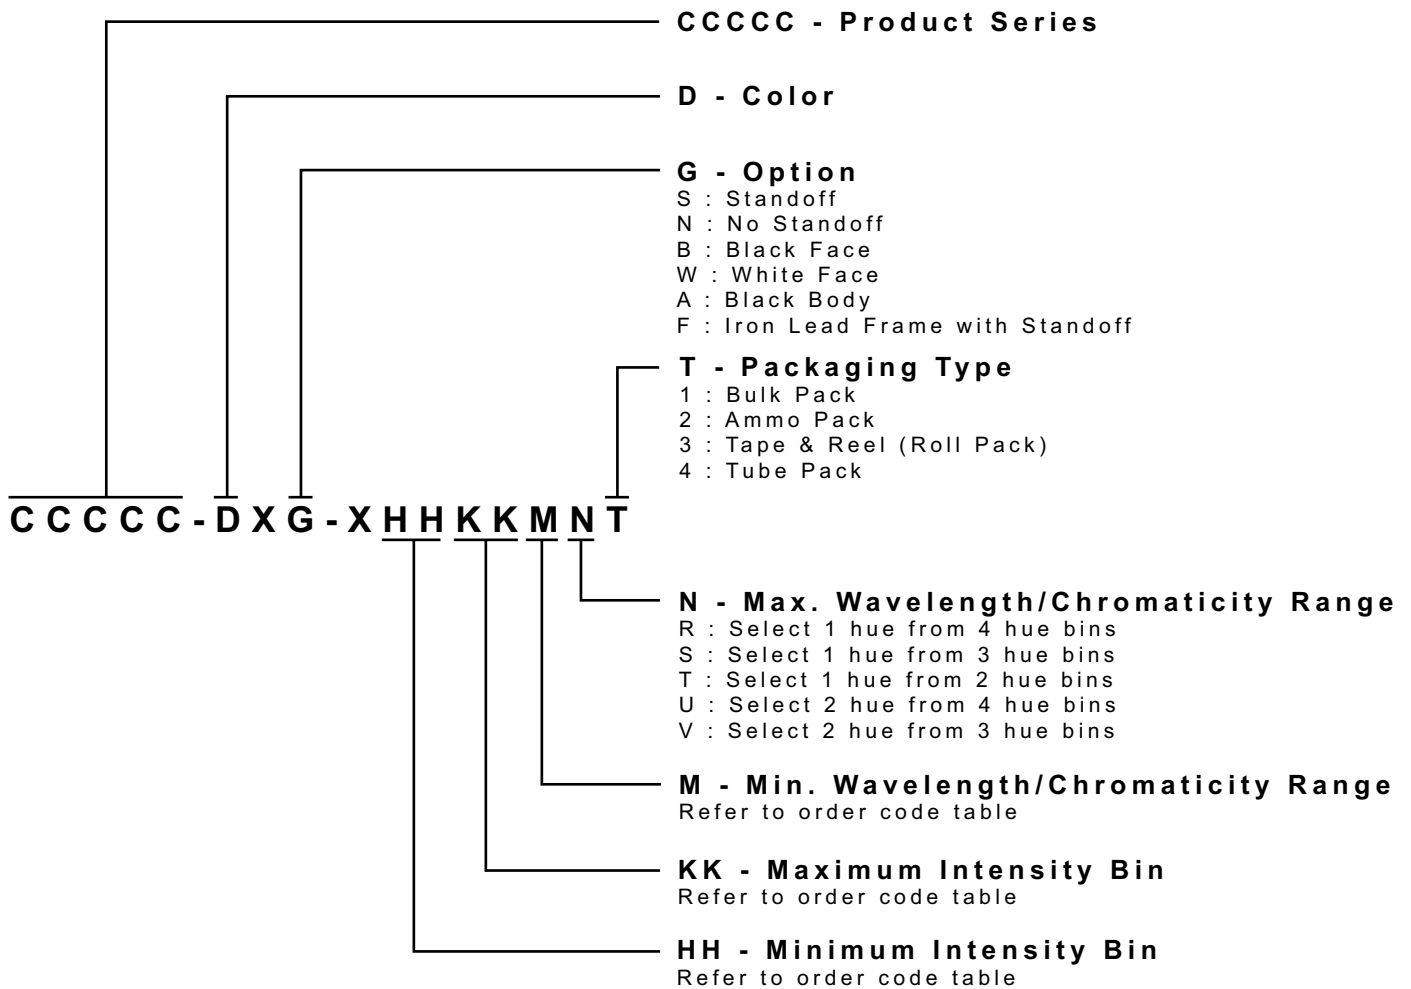 CCCCC - Product Series
D - Color
G - Option
S : Standoff
N : No Standoff
B : Black Face
W : White Face
A : Black Body
F : Iron Lead Frame with Standoff
T - Packaging Type
1 : Bulk Pack
2 : Ammo Pack
3 : Tape & Reel (Roll Pack)
4 : Tube Pack
CCCCC-DXG-XHHKKMNT
N - Max. Wavelength/Chromaticity Range
R : Select 1 hue from 4 hue bins
S : Select 1 hue from 3 hue bins
T : Select 1 hue from 2 hue bins
U : Select 2 hue from 4 hue bins
V : Select 2 hue from 3 hue bins
M - Min. Wavelength/Chromaticity Range
Refer to order code table
KK - Maximum Intensity Bin
Refer to order code table
HH - Minimum Intensity Bin
Refer to order code table